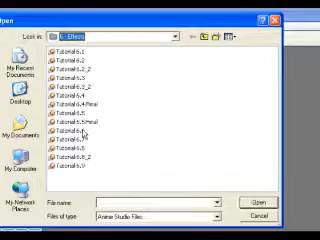 Open
Look in:
6 - Effects
My Recent
Documents
Desktop
My Documents
My Computer
My Network
Places
Tutorial 6.1
Tutorial 6.2
Tutorial 6.2_2
Tutorial 6.3
Tutorial 6.3_2
Tutorial 6.4
Tutorial 6.4 Final
Tutorial 6.5
Tutorial 6.5 Final
Tutorial
Tutorial
Tutorial 6.8
Tutorial 6.8_2
Tutorial 6.9
File name:
Open
Files of type:
Anime Studio Files
Cancel